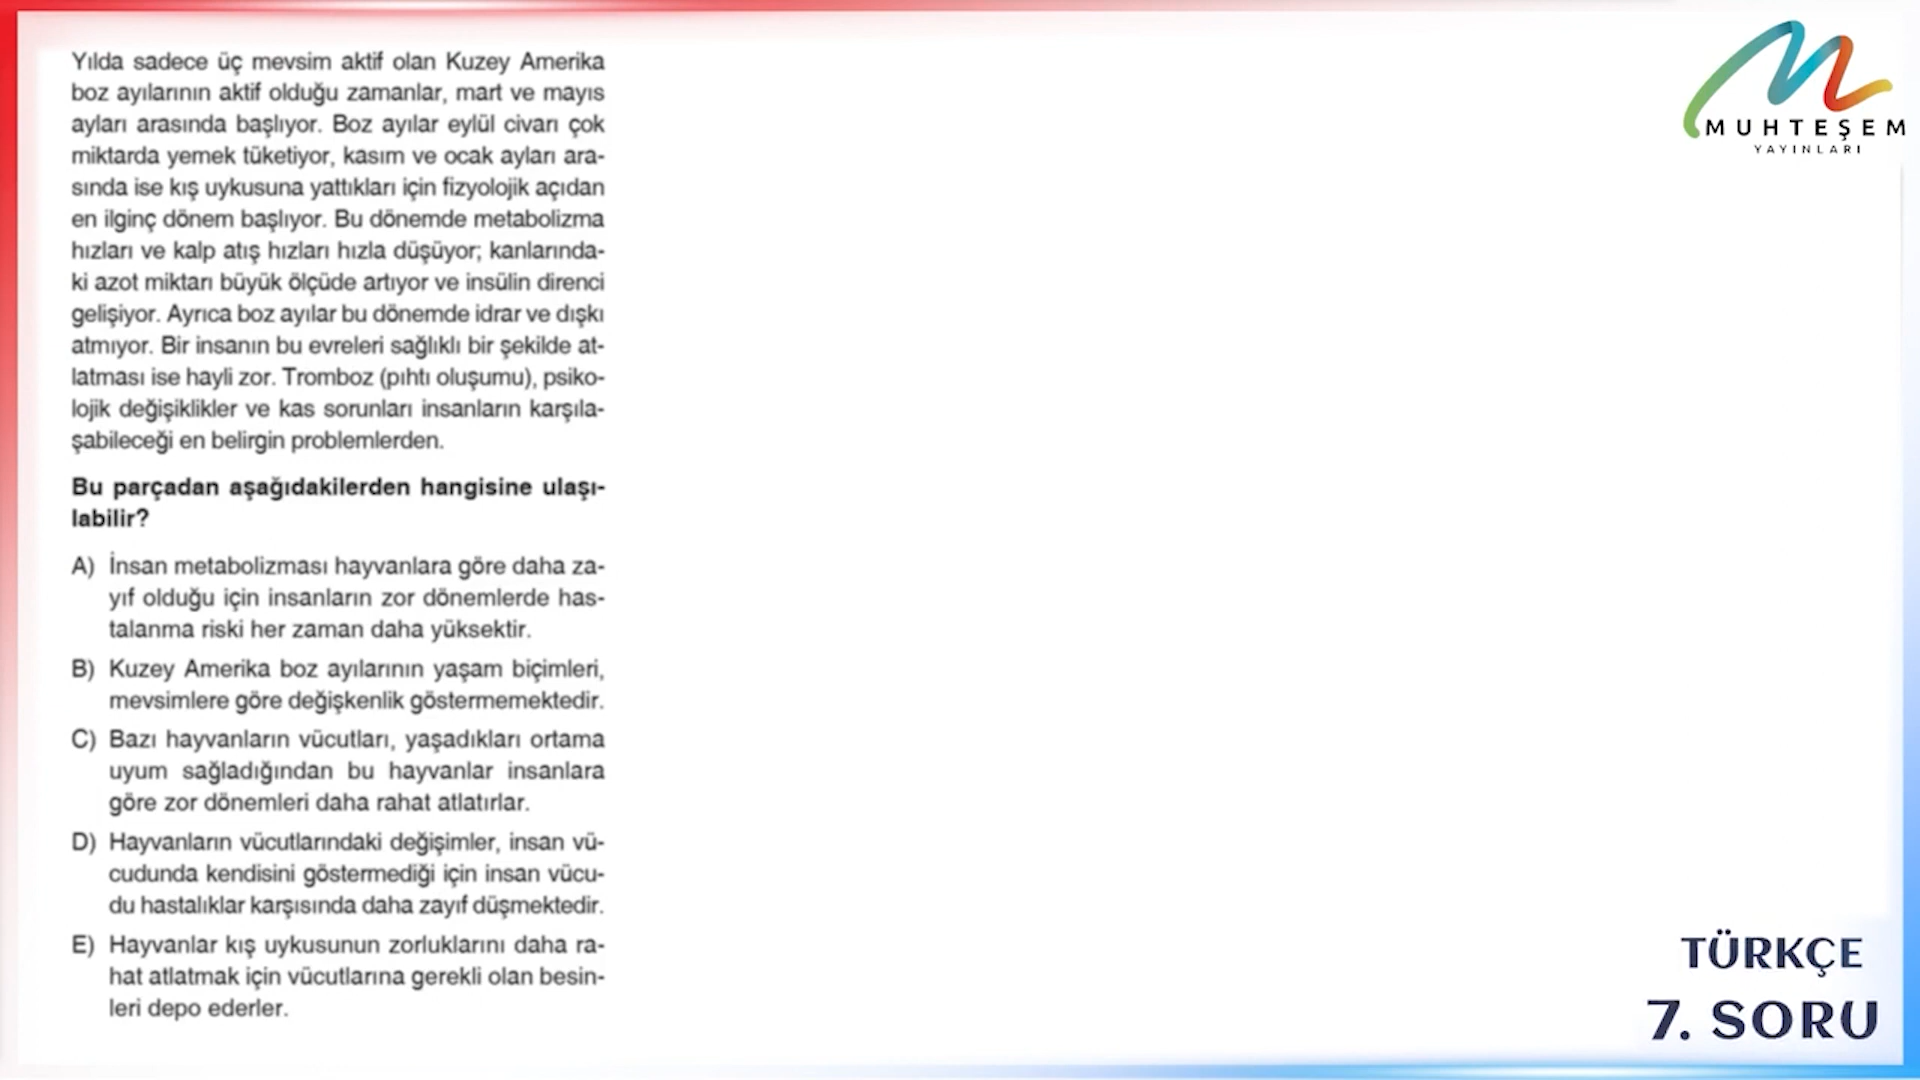 Yılda sadece üç mevsim aktif olan Kuzey Amerika
boz ayılarının aktif olduğu zamanlar, mart ve mayıs
ayları arasında başlıyor. Boz ayılar eylül civarı çok
miktarda yemek tüketiyor, kasım ve ocak ayları ara-
sında ise kış uykusuna yattıkları için fizyolojik açıdan
en ilginç dönem başlıyor. Bu dönemde metabolizma
hızları ve kalp atış hızları hızla düşüyor; kanlarında-
ki azot miktarı büyük ölçüde artıyor ve insülin direnci
gelişiyor. Ayrıca boz ayılar bu dönemde idrar ve dışkı
atmıyor. Bir insanın bu evreleri sağlıklı bir şekilde at-
latması ise hayli zor. Tromboz (pıhtı oluşumu), psiko-
lojik değişiklikler ve kas sorunları insanların karşıla-
şabileceği en belirgin problemlerden.
Bu parçadan aşağıdakilerden hangisine ulaşı-
labilir?
A) İnsan metabolizması hayvanlara göre daha za-
yıf olduğu için insanların zor dönemlerde has-
talanma riski her zaman daha yüksektir.
B) Kuzey Amerika boz ayılarının yaşam biçimleri,
mevsimlere göre değişkenlik göstermemektedir.
C) Bazı hayvanların vücutları, yaşadıkları ortama
uyum sağladığından bu hayvanlar insanlara
göre zor dönemleri daha rahat atlatırlar.
D) Hayvanların vücutlarındaki değişimler, insan vü-
cudunda kendisini göstermediği için insan vücu-
du hastalıklar karşısında daha zayıf düşmektedir.
E) Hayvanlar kış uykusunun zorluklarını daha ra-
hat atlatmak için vücutlarına gerekli olan besin-
leri depo ederler.
MUHTEŞEM
YAYINLARI
TÜRKÇE
7. SORU